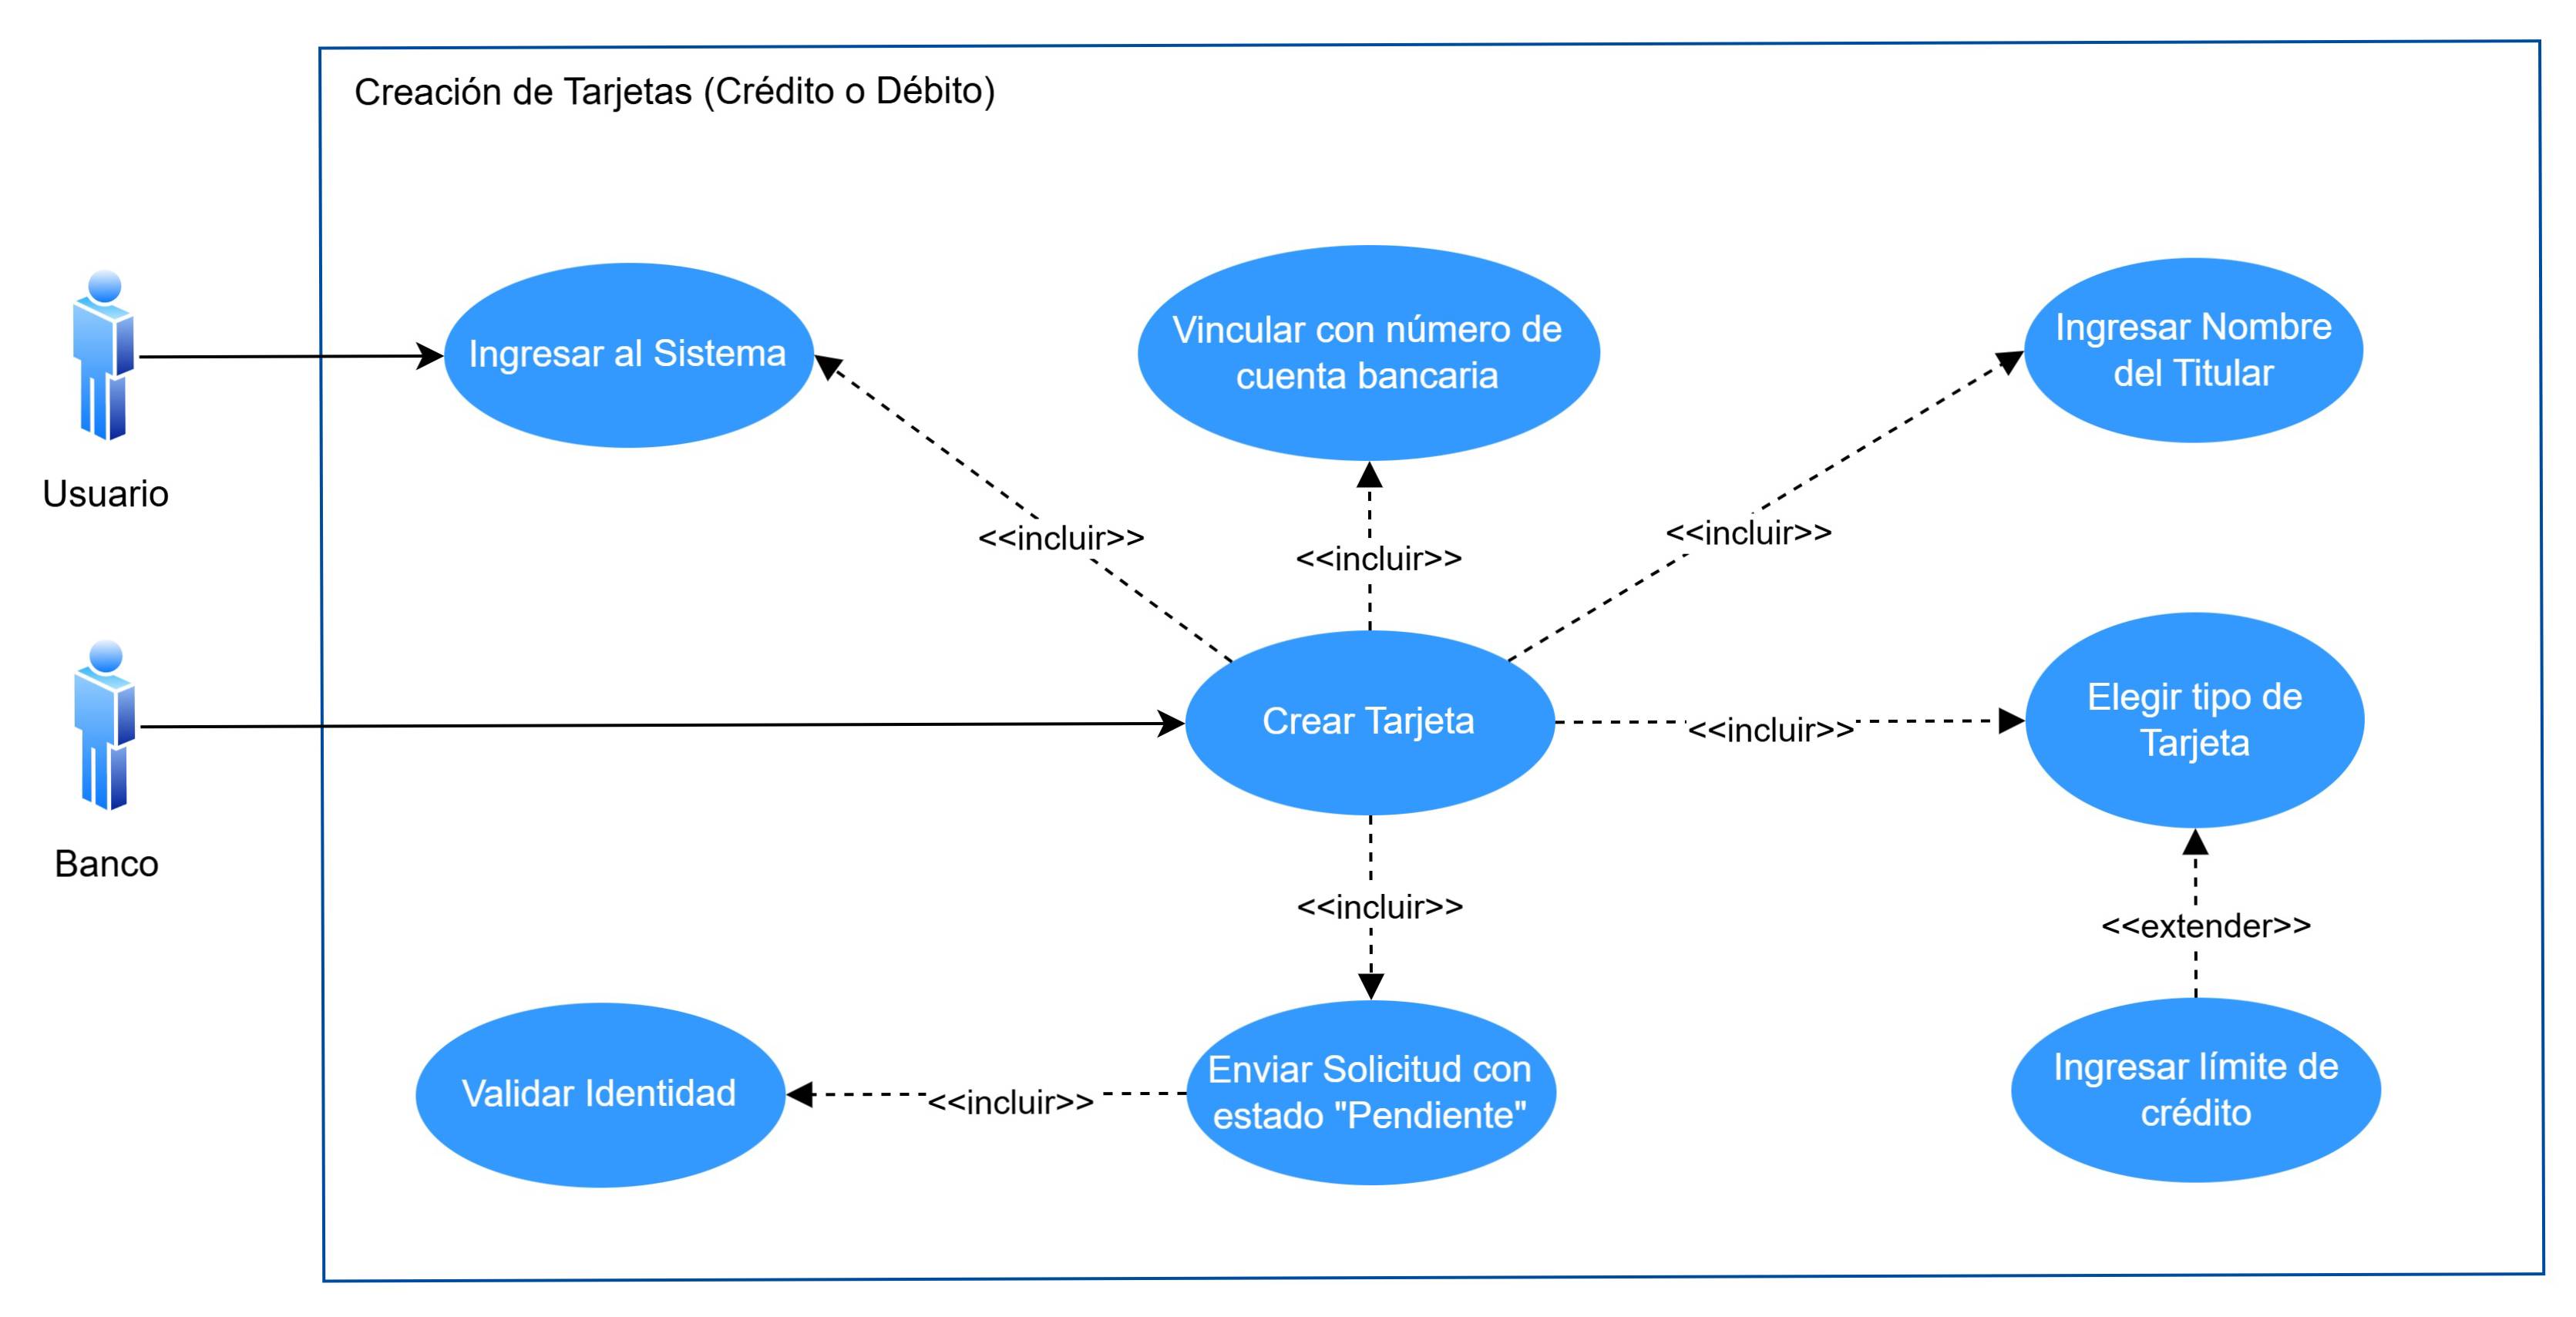 Creación de Tarjetas (Crédito o Débito)
Usuario
Ingresar al Sistema
Vincular con número de
cuenta bancaria
Ingresar Nombre
del Titular
<<incluir>>
<<incluir>>
<<incluir>>
Banco
Crear Tarjeta
<<incluir>>
Elegir tipo de
Tarjeta
<<incluir>>
<<extender>>
Validar Identidad
<<incluir>>
Enviar Solicitud con
estado "Pendiente"
Ingresar límite de
crédito